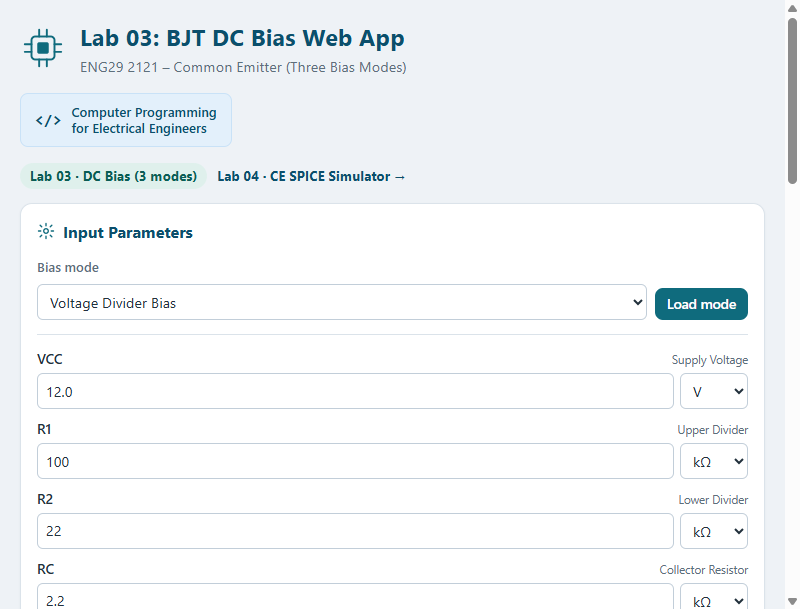 Lab 03: BJT DC Bias Web App
ENG29 2121 – Common Emitter (Three Bias Modes)
</> Computer Programming
for Electrical Engineers
Lab 03 · DC Bias (3 modes) Lab 04 · CE SPICE Simulator →
Input Parameters
Bias mode
Voltage Divider Bias Load mode
VCC Supply Voltage
12.0 V
R1 Upper Divider
100 kΩ
R2 Lower Divider
22 kΩ
RC Collector Resistor
2.2 kΩ